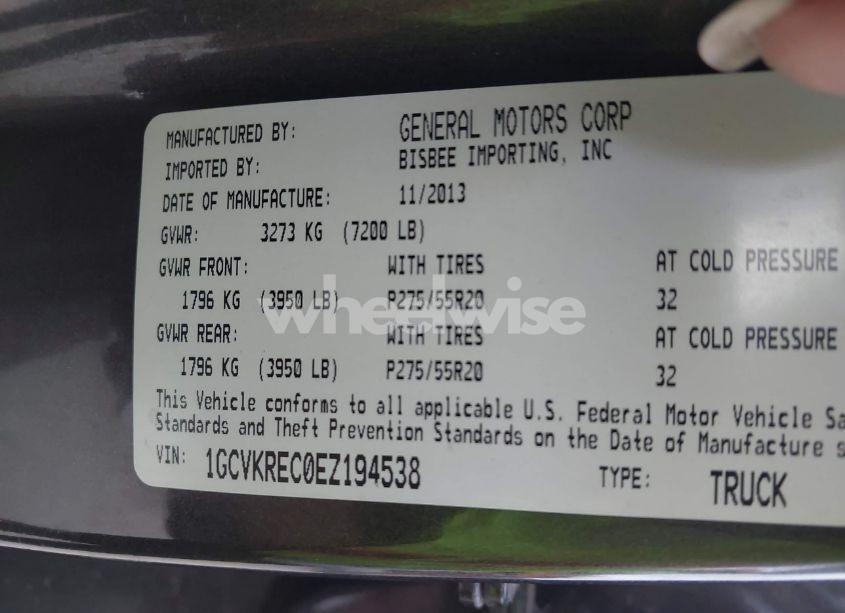 MANUFACTURED BY: GENERAL MOTORS CORP
IMPORTED BY: BISBEE IMPORTING, INC
DATE OF MANUFACTURE: 11/2013
GVWR: 3273 KG (7200 LB)
GVWR FRONT: WITH TIRES AT COLD PRESSURE
1796 KG (3950 LB) P275/55R20 32
wheelwise
GVWR REAR: WITH TIRES AT COLD PRESSURE
1796 KG (3950 LB) P275/55R20 32
This Vehicle conforms to all applicable U.S. Federal Motor Vehicle Sa
Standards and Theft Prevention Standards on the Date of Manufacture s
VIN: 1GCVKREC0EZ194538 TYPE: TRUCK